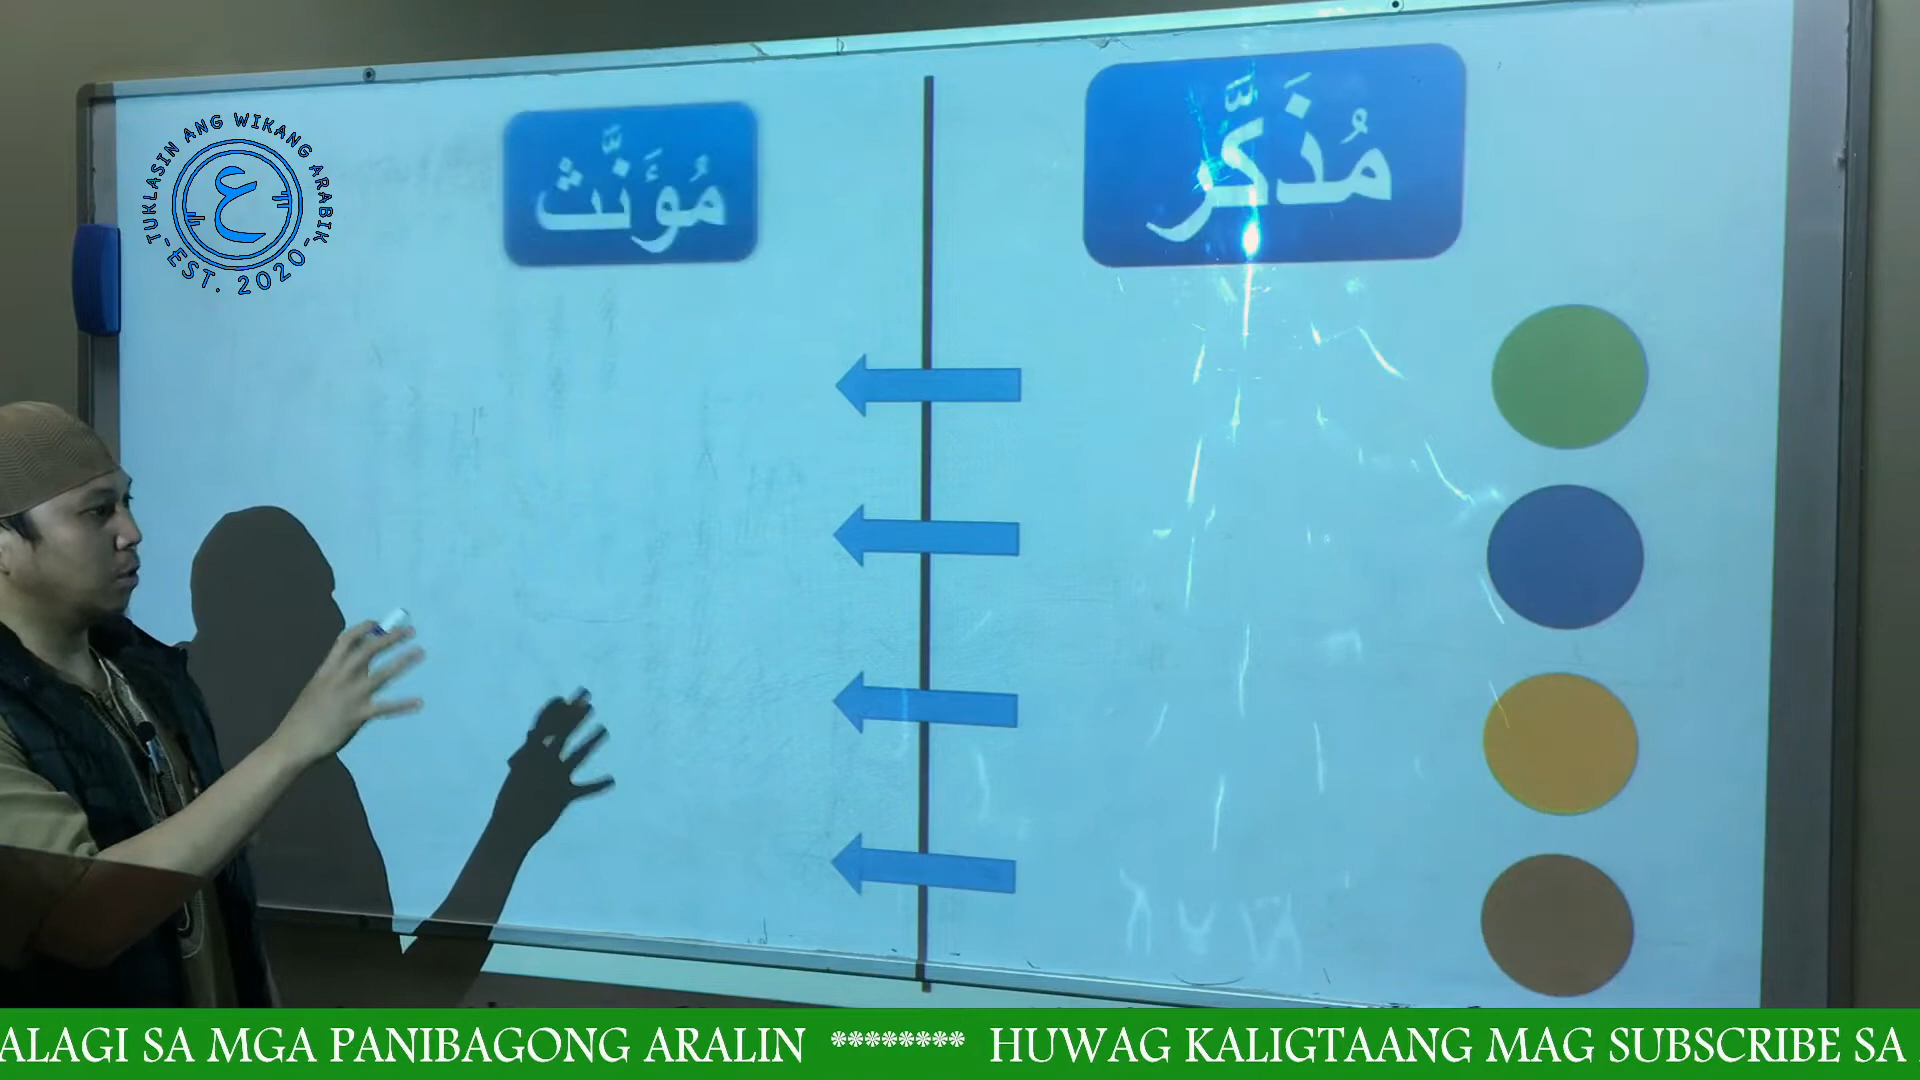 مُذَكَّر
مُؤَنَّث
TUKLASIN ANG WIKANG ARABIK
ع
-EST. 2020-
ALAGI SA MGA PANIBAGONG ARALIN ******** HUWAG KALIGTAANG MAG SUBSCRIBE SA